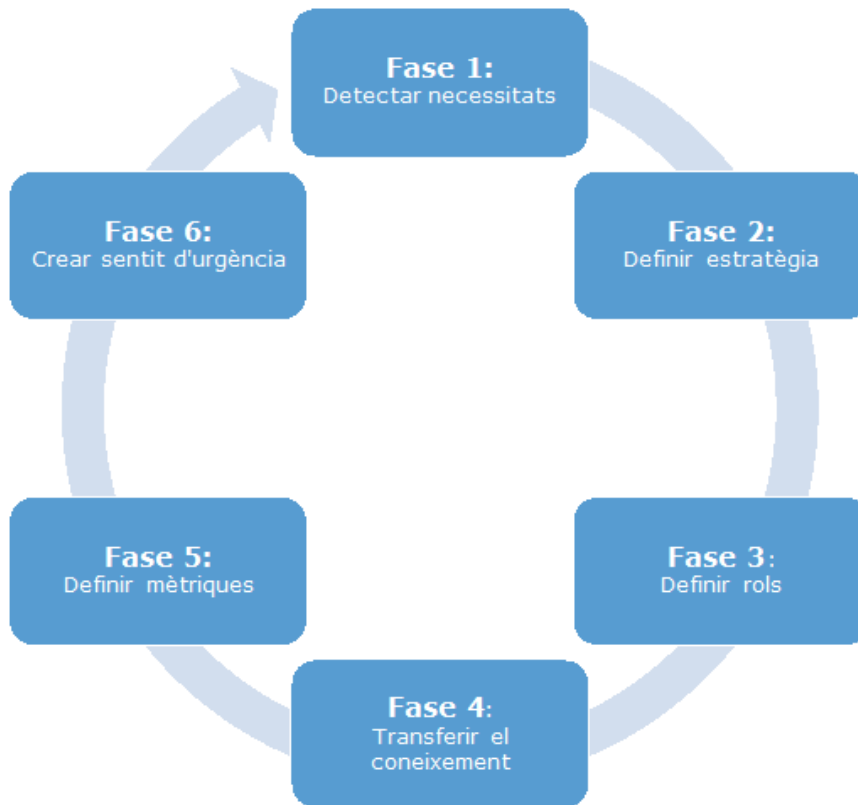 Fase 1:
Detectar necessitats
Fase 2:
Definir estratègia
Fase 3:
Definir rols
Fase 4:
Transferir el
coneixement
Fase 5:
Definir mètriques
Fase 6:
Crear sentit d'urgència